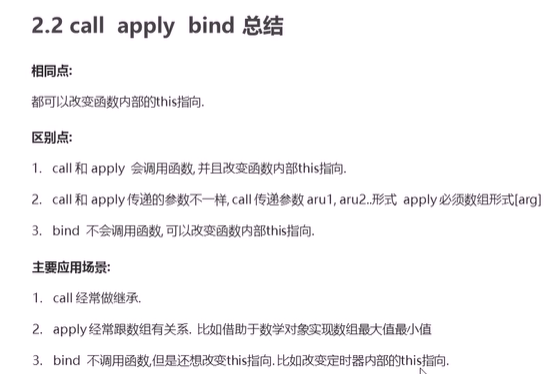 2.2 call apply bind 总结
相同点:
都可以改变函数内部的this指向.
区别点:
1. call 和 apply 会调用函数, 并且改变函数内部this指向.
2. call 和 apply 传递的参数不一样, call 传递参数 aru1, aru2..形式 apply 必须数组形式[arg]
3. bind 不会调用函数, 可以改变函数内部this指向.
主要应用场景:
1. call 经常做继承.
2. apply 经常跟数组有关系. 比如借助于数学对象实现数组最大值最小值
3. bind 不调用函数,但是还想改变this指向. 比如改变定时器内部的this指向.